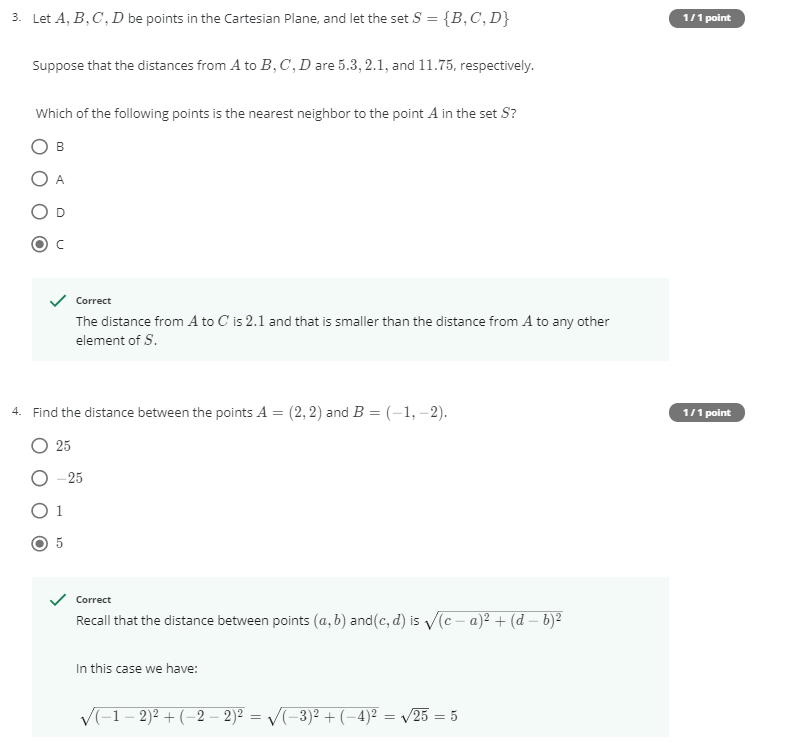 3. Let A, B, C, D be points in the Cartesian Plane, and let the set S = {B, C, D}
1 / 1 point
Suppose that the distances from A to B, C, D are 5.3, 2.1, and 11.75, respectively.
Which of the following points is the nearest neighbor to the point A in the set S?
B
A
D
C
Correct
The distance from A to C is 2.1 and that is smaller than the distance from A to any other
element of S.
4. Find the distance between the points A = (2, 2) and B = (−1, −2).
1 / 1 point
25
−25
1
5
Correct
Recall that the distance between points (a, b) and(c, d) is √(c − a)² + (d − b)²
In this case we have:
√(−1 − 2)² + (−2 − 2)² = √(−3)² + (−4)² = √25 = 5